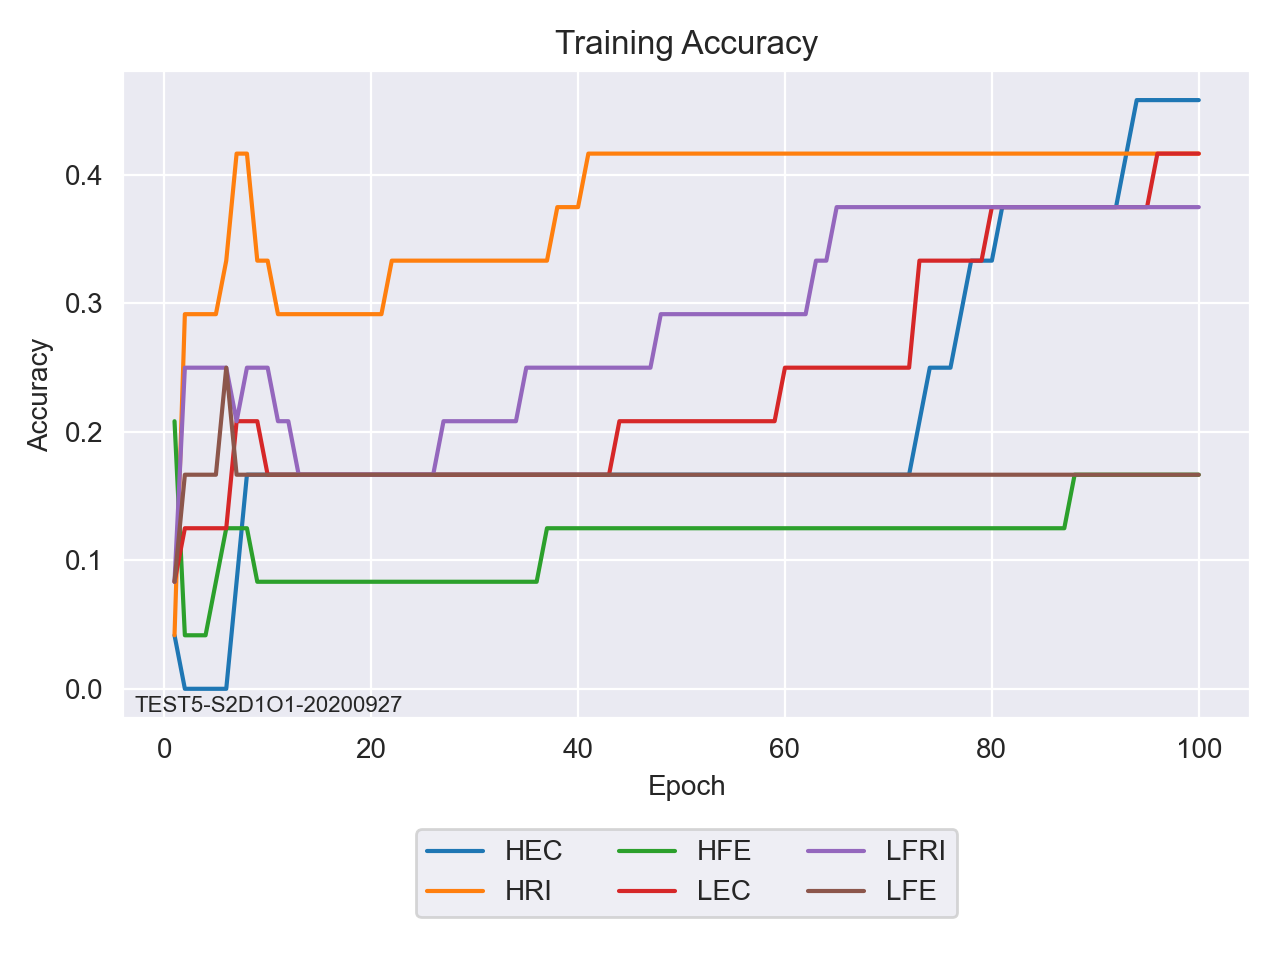 Training Accuracy
Accuracy
0.4
0.3
0.2
0.1
0.0
TEST5-S2D1O1-20200927
0 20 40 60 80 100
Epoch
HEC HFE LFRI
HRI LEC LFE